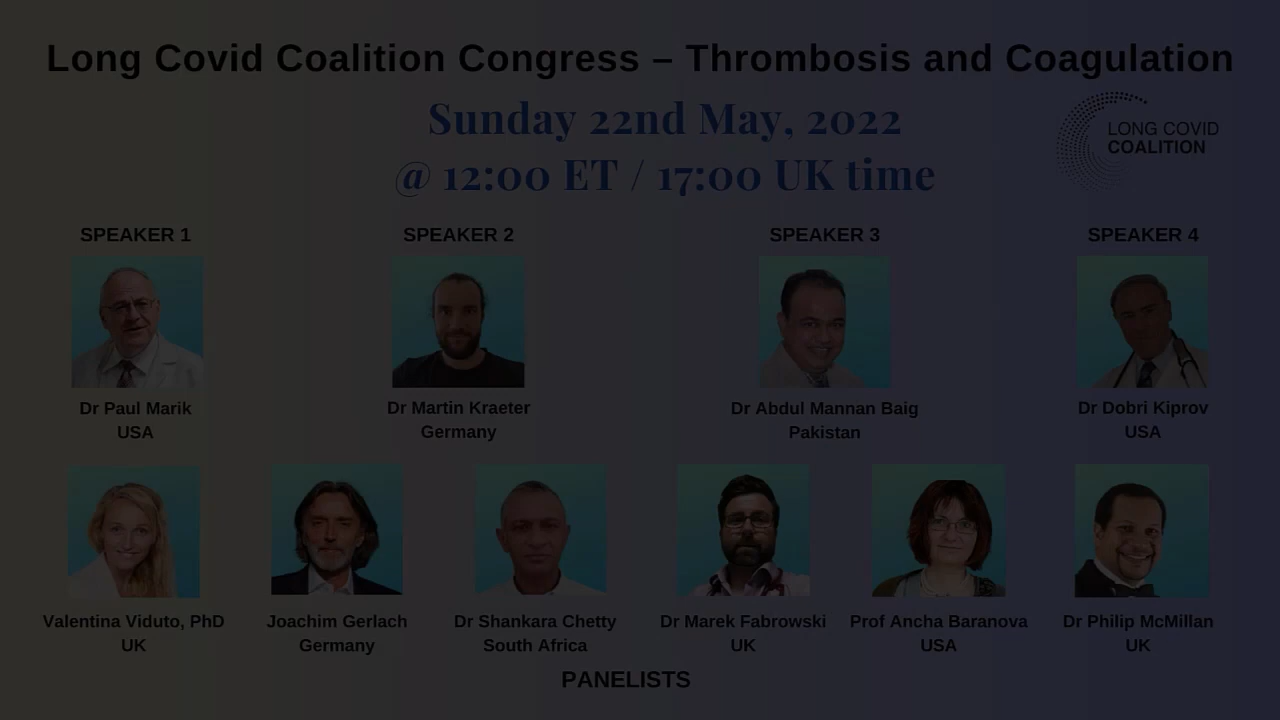 Long Covid Coalition Congress – Thrombosis and Coagulation
Sunday 22nd May, 2022
@ 12:00 ET / 17:00 UK time
LONG COVID
COALITION
SPEAKER 1
SPEAKER 2
SPEAKER 3
SPEAKER 4
Dr Paul Marik
USA
Dr Martin Kraeter
Germany
Dr Abdul Mannan Baig
Pakistan
Dr Dobri Kiprov
USA
Valentina Viduto, PhD
UK
Joachim Gerlach
Germany
Dr Shankara Chetty
South Africa
Dr Marek Fabrowski
UK
Prof Ancha Baranova
USA
Dr Philip McMillan
UK
PANELISTS